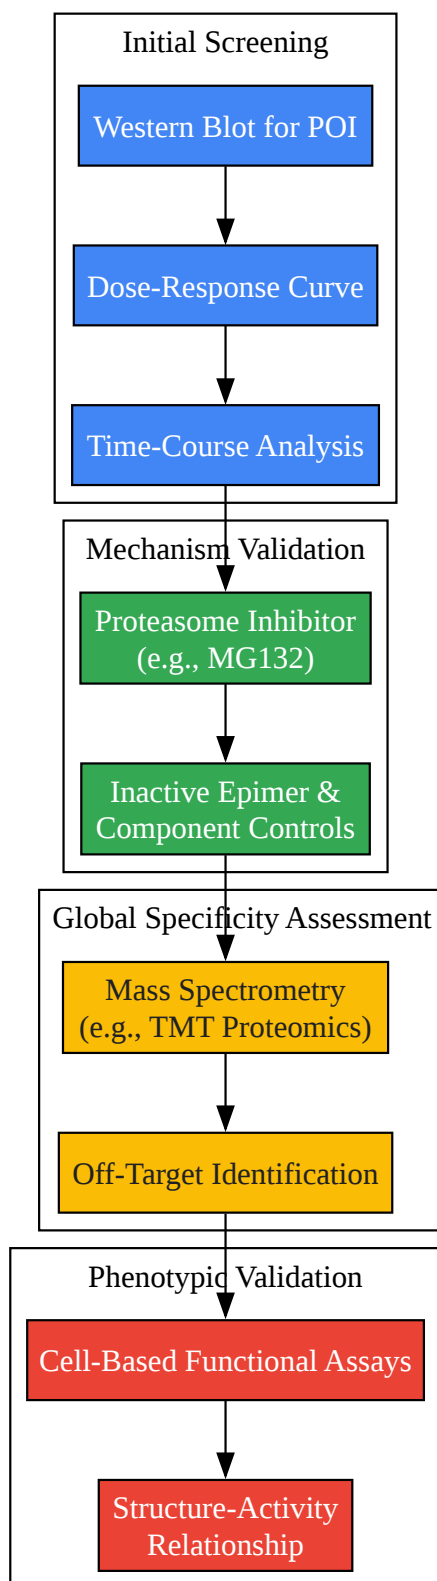 Initial Screening
Western Blot for POI
Dose-Response Curve
Time-Course Analysis
Mechanism Validation
Proteasome Inhibitor
(e.g., MG132)
Inactive Epimer &
Component Controls
Global Specificity Assessment
Mass Spectrometry
(e.g., TMT Proteomics)
Off-Target Identification
Phenotypic Validation
Cell-Based Functional Assays
Structure-Activity
Relationship